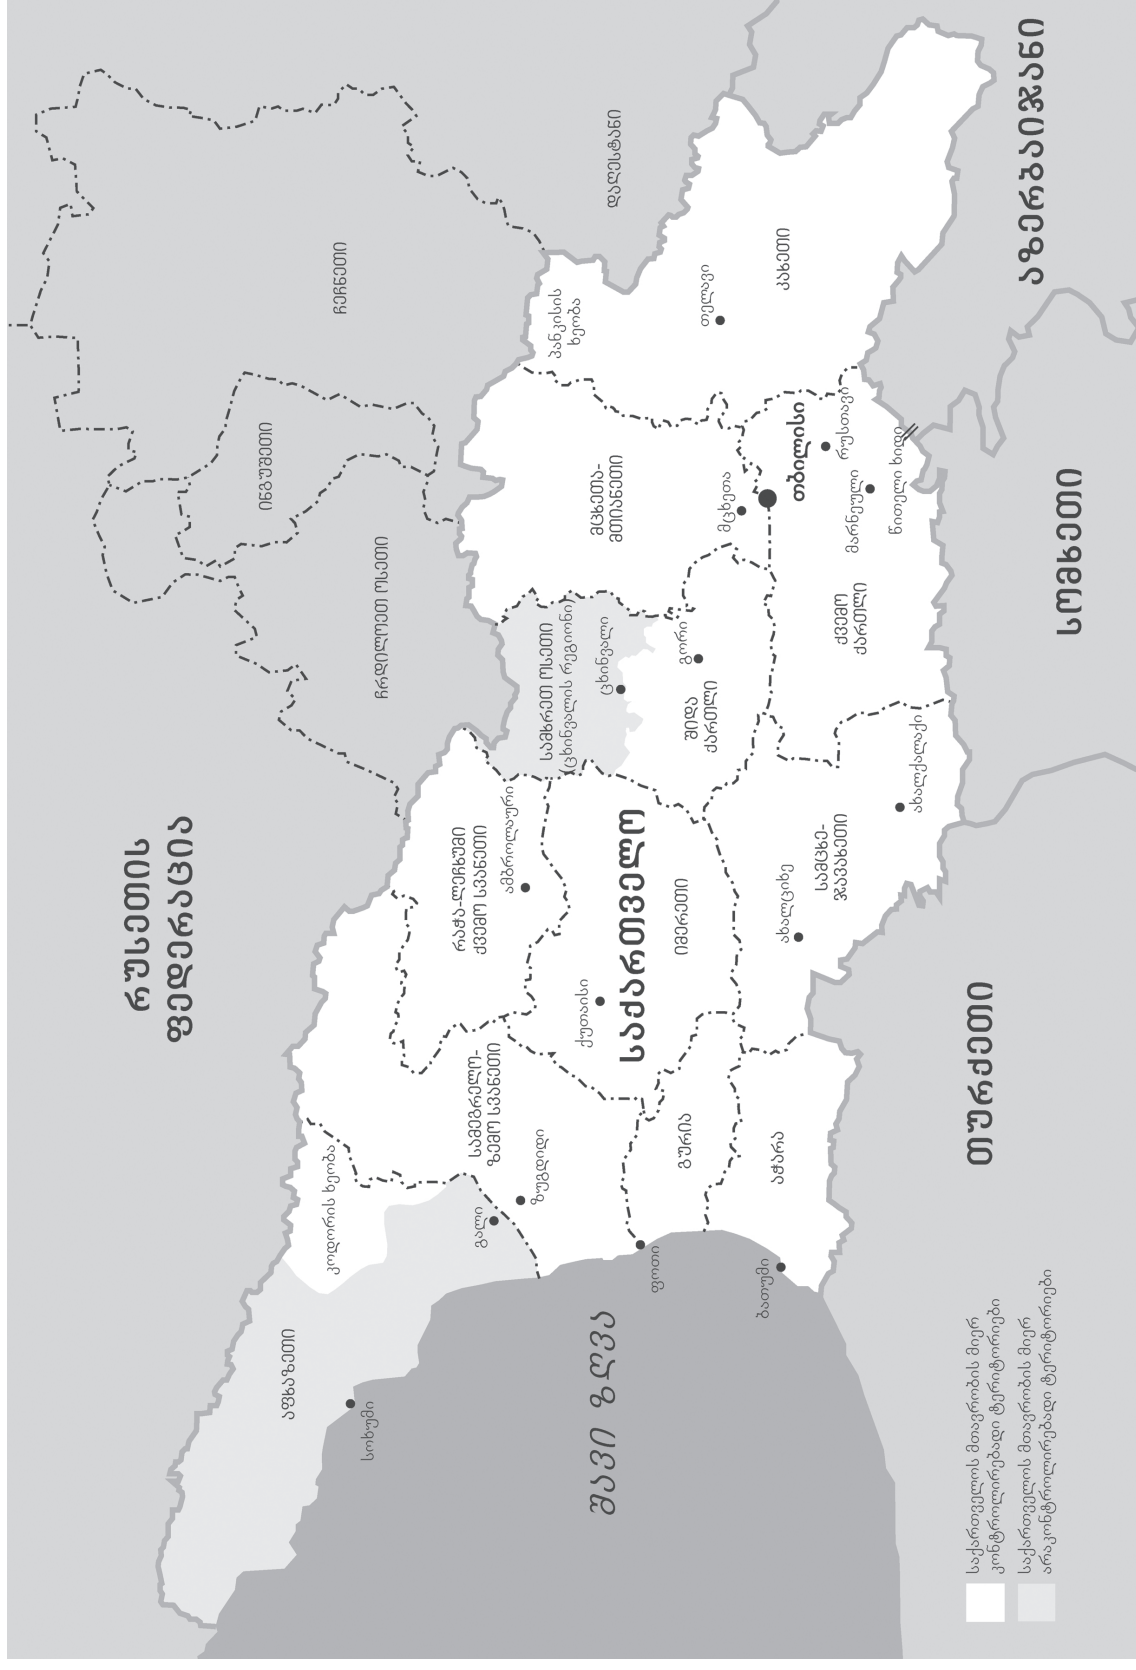 რუსეთის
ფედერაცია
ჩეჩნეთი
ინგუშეთი
ჩრდილოეთ ოსეთი
დაღესტანი
აფხაზეთი
სოხუმი
კოდორის ხეობა
გალი
ზუგდიდი
სამეგრელო-
ზემო სვანეთი
რაჭა-ლეჩხუმი
ქვემო სვანეთი
ამბროლაური
სამხრეთ ოსეთი
(ცხინვალის რეგიონი)
ცხინვალი
მცხეთა-
მთიანეთი
პანკისის
ხეობა
შავი ზღვა
ფოთი
ქუთაისი
საქართველო
იმერეთი
გორი
შიდა
ქართლი
მცხეთა
თბილისი
თელავი
კახეთი
გურია
ბათუმი
აჭარა
ახალციხე
სამცხე-
ჯავახეთი
ახალქალაქი
ქვემო
ქართლი
მარნეული
რუსთავი
წითელი ხიდი
თურქეთი
სომხეთი
აზერბაიჯანი
საქართველოს მთავრობის მიერ
კონტროლირებადი ტერიტორიები
საქართველოს მთავრობის მიერ
არაკონტროლირებადი ტერიტორიები